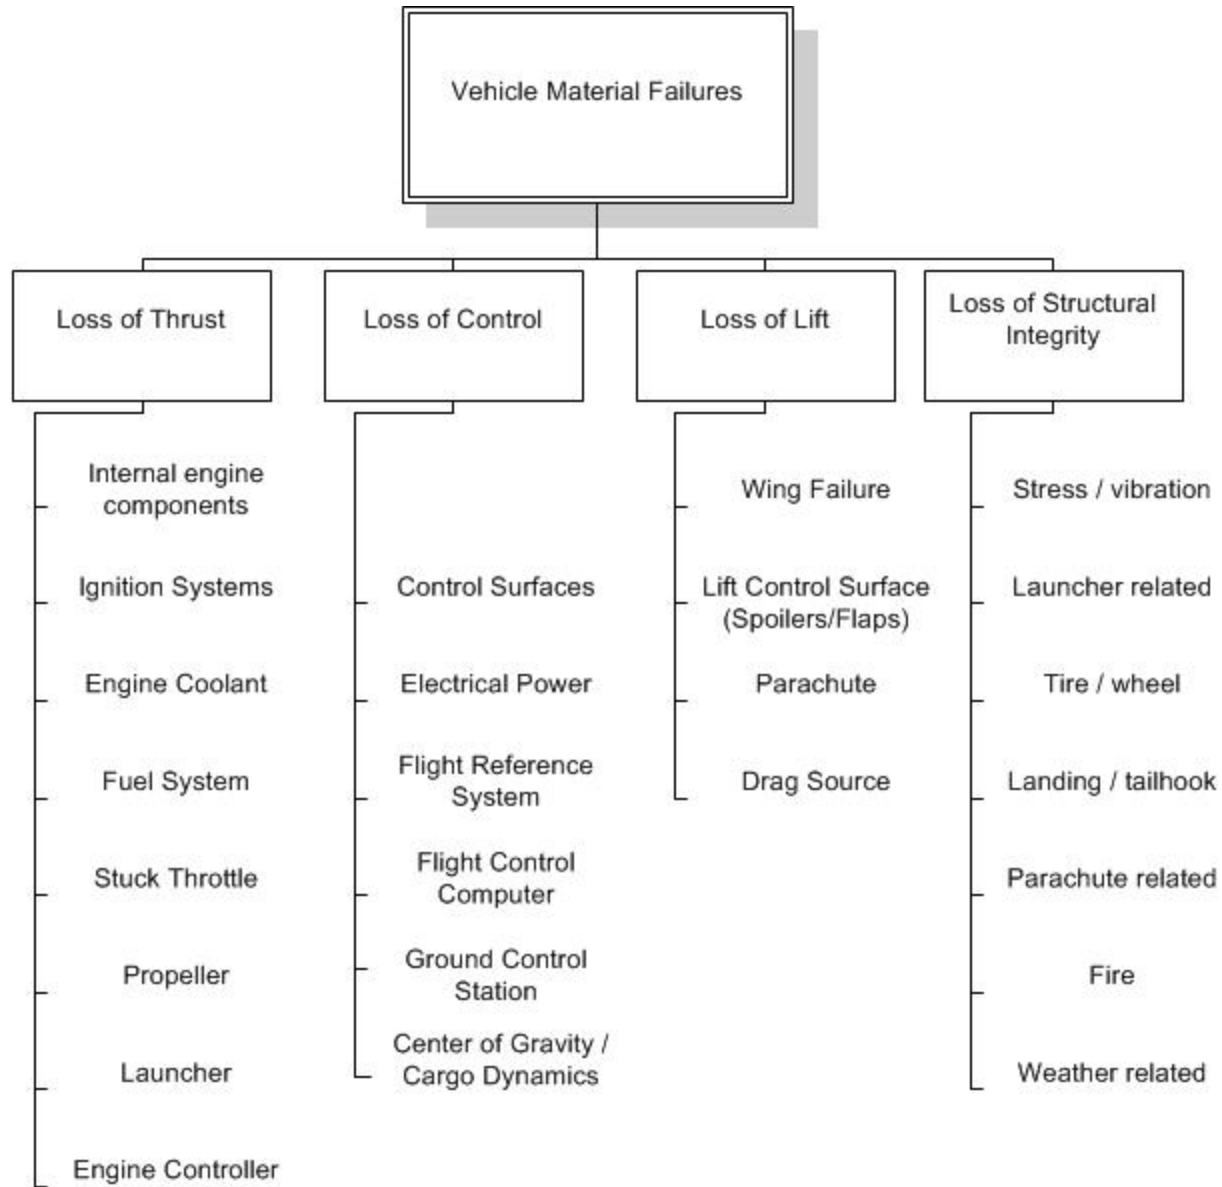 Vehicle Material Failures
Loss of Thrust
Internal engine
components
Ignition Systems
Engine Coolant
Fuel System
Stuck Throttle
Propeller
Launcher
Engine Controller
Loss of Control
Control Surfaces
Electrical Power
Flight Reference
System
Flight Control
Computer
Ground Control
Station
Center of Gravity /
Cargo Dynamics
Loss of Lift
Wing Failure
Lift Control Surface
(Spoilers/Flaps)
Parachute
Drag Source
Loss of Structural
Integrity
Stress / vibration
Launcher related
Tire / wheel
Landing / tailhook
Parachute related
Fire
Weather related